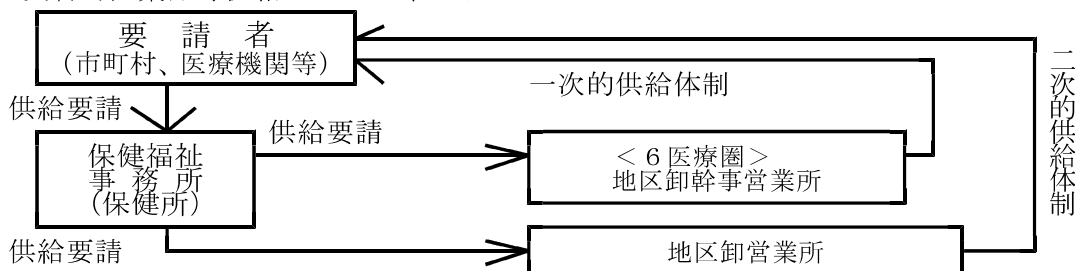 要請者
（市町村、医療機関等）
一次的供給体制
二次的供給体制
供給要請
供給要請
保健福祉
事務所
（保健所）
＜６医療圏＞
地区卸幹事営業所
供給要請
地区卸営業所